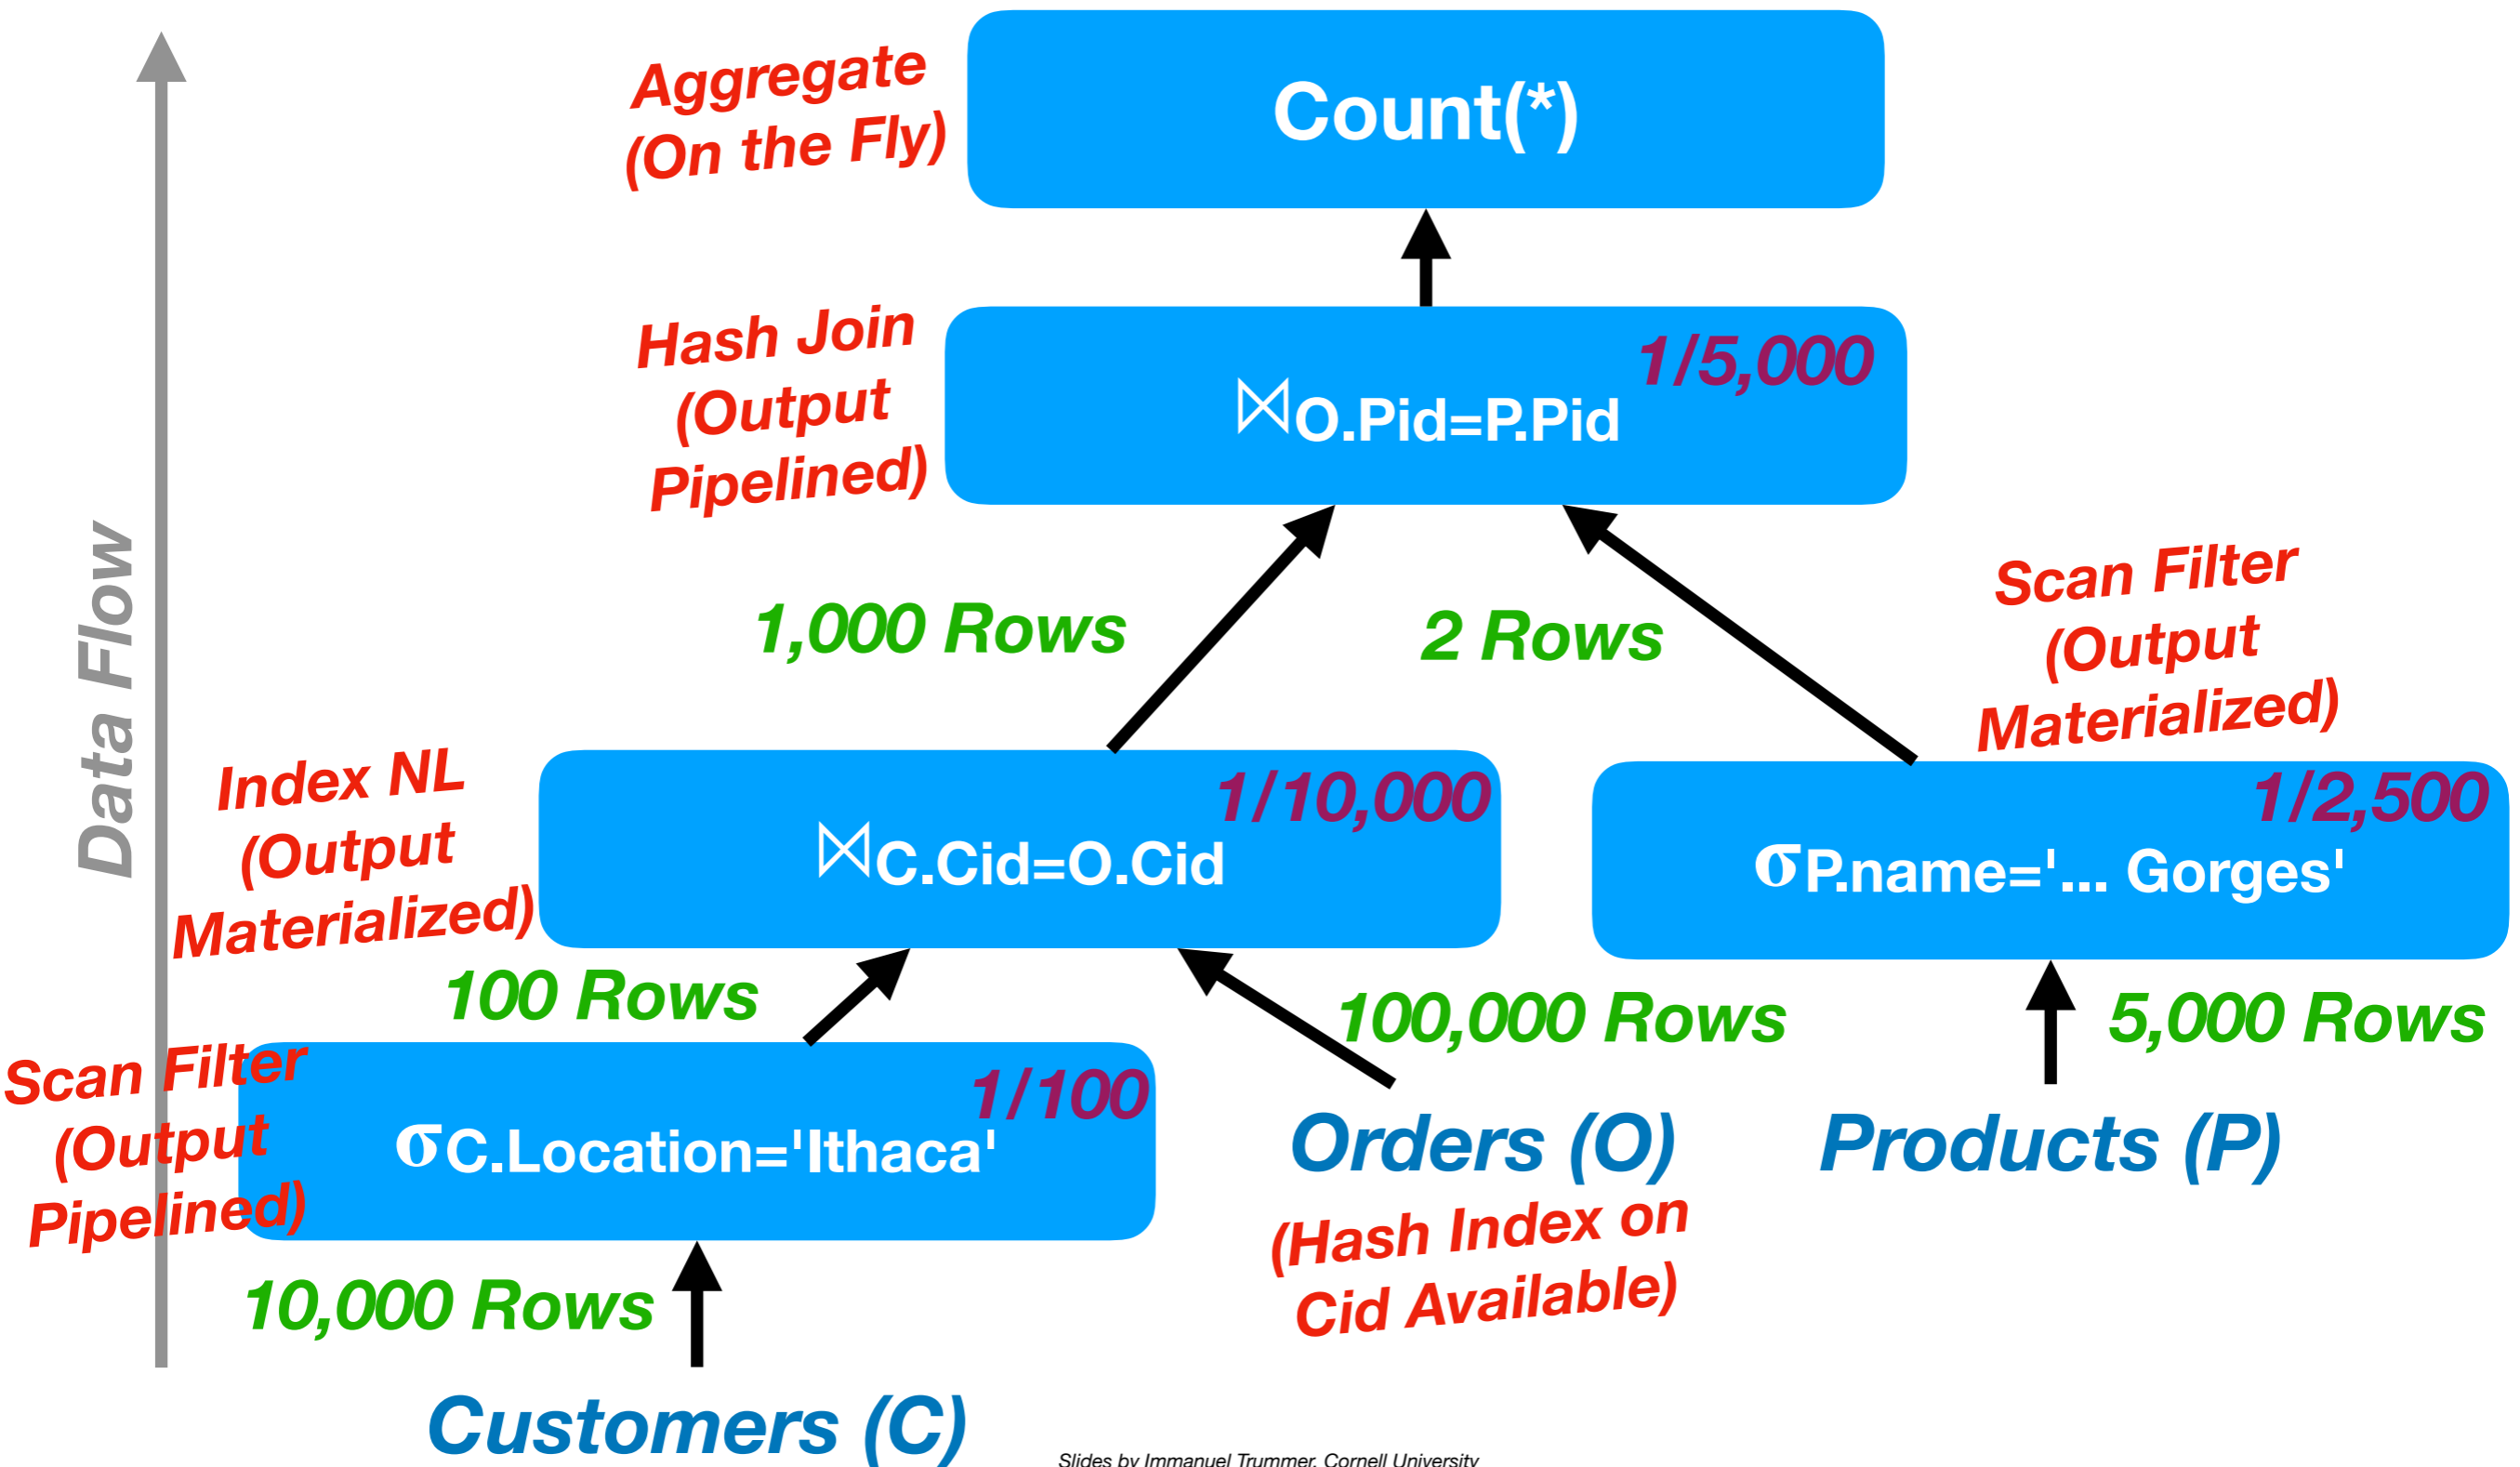 Aggregate
(On the Fly)
Count(*)
Hash Join
(Output
Pipelined)
1/5,000
⋈O.Pid=P.Pid
Data Flow
1,000 Rows
2 Rows
Scan Filter
(Output
Materialized)
Index NL
(Output
Materialized)
1/10,000
⋈C.Cid=O.Cid
1/2,500
σP.name='... Gorges'
100 Rows
100,000 Rows
5,000 Rows
Scan Filter
(Output
Pipelined)
1/100
σC.Location='Ithaca'
Orders (O)
(Hash Index on
Cid Available)
Products (P)
10,000 Rows
Customers (C)
Slides by Immanuel Trummer, Cornell University